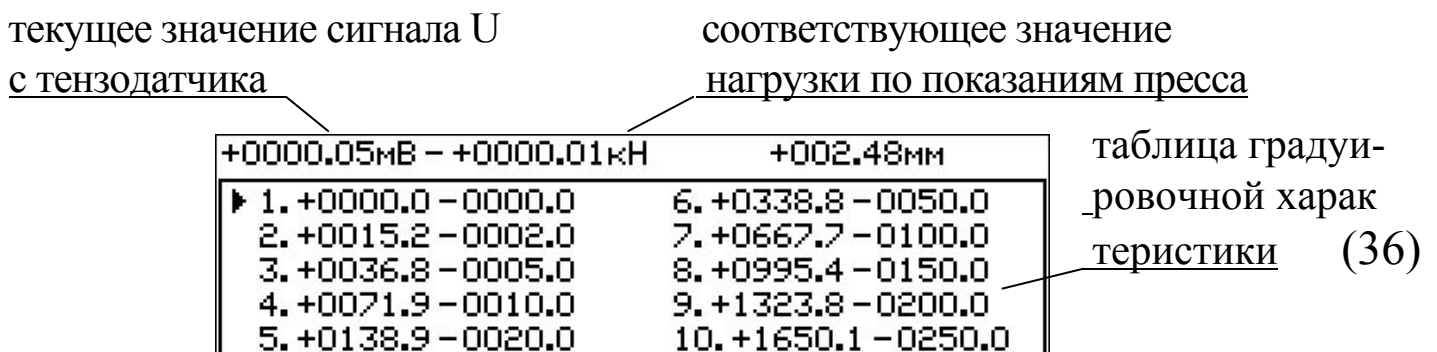 текущее значение сигнала U
с тензодатчика
соответствующее значение
нагрузки по показаниям пресса
+0000.05мВ – +0000.01кН +002.48мм
1. +0000.0 –0000.0 6. +0338.8 –0050.0
2. +0015.2 –0002.0 7. +0667.7 –0100.0
3. +0036.8 –0005.0 8. +0995.4 –0150.0
4. +0071.9 –0010.0 9. +1323.8 –0200.0
5. +0138.9 –0020.0 10. +1650.1 –0250.0
таблица градуи-
ровочной харак
теристики (36)